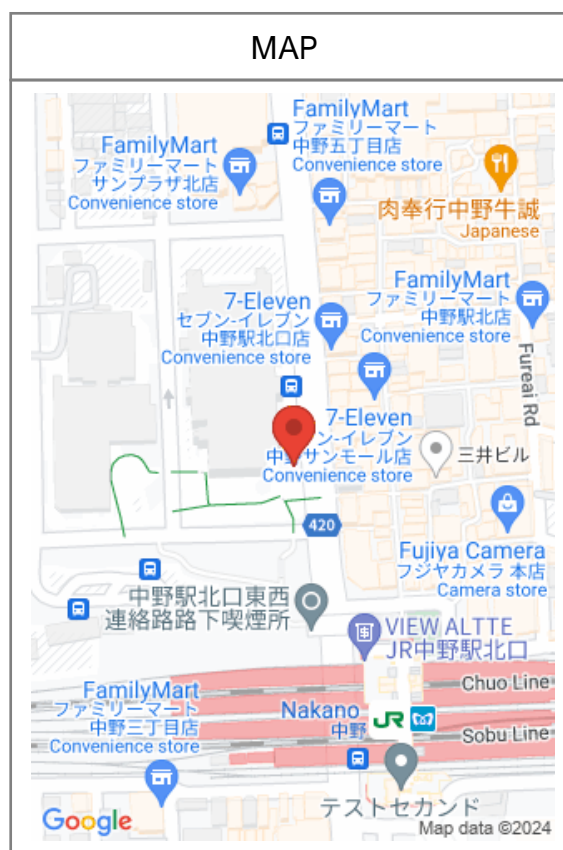 MAP
FamilyMart
ファミリーマート
中野五丁目店
Convenience store
FamilyMart
ファミリーマート
サンプラザ北店
Convenience store
肉奉行中野牛誠
Japanese
7-Eleven
セブン-イレブン
中野駅北口店
Convenience store
FamilyMart
ファミリーマート
中野駅北店
Convenience store
Fureai Rd
7-Eleven
ン-イレブン
中野サンモール店
Convenience store
三井ビル
420
Fujiya Camera
フジヤカメラ 本店
Camera store
中野駅北口東西
連絡路路下喫煙所
VIEW ALTTE
JR中野駅北口
Chuo Line
FamilyMart
ファミリーマート
中野三丁目店
Convenience store
Nakano
中野
JR
Sobu Line
テストセカンド
Google
Map data ©2024